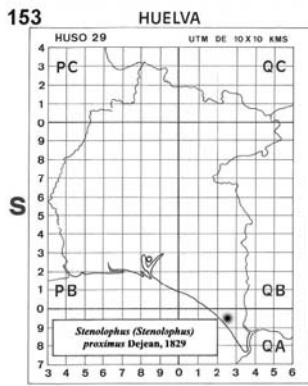 153 HUELVA
HUSO 29 UTM DE 10 X 10 KMS
4
PC QC
3
2
1
0
9
8
7
6
S
5
4
3
2
PB QB
1
0
9
Stenolophus (Stenolophus)
proximus Dejean, 1829
8
QA
7
3 4 5 6 7 8 9 0 1 2 3 4 5 6